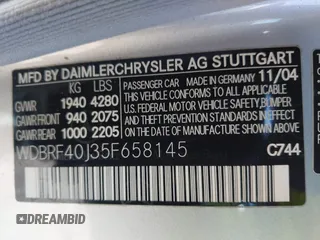 MFD BY DAIMLERCHRYSLER AG STUTTGART
MADE IN GERMANY 11/04
KG LBS
GVWR 1940 4280
GAWR.FRONT 940 2075
GAWR.REAR 1000 2205
PASSENGER CAR
THIS VEHICLE CONFORMS TO ALL APPLICABLE
U.S. FEDERAL MOTOR VEHICLE SAFETY, BUMPER
AND THEFT PREVENTION STANDARDS IN EFFECT
ON THE DATE OF MANUFACTURE SHOWN ABOVE
WDBRF40J35F658145
C744
DREAMBID